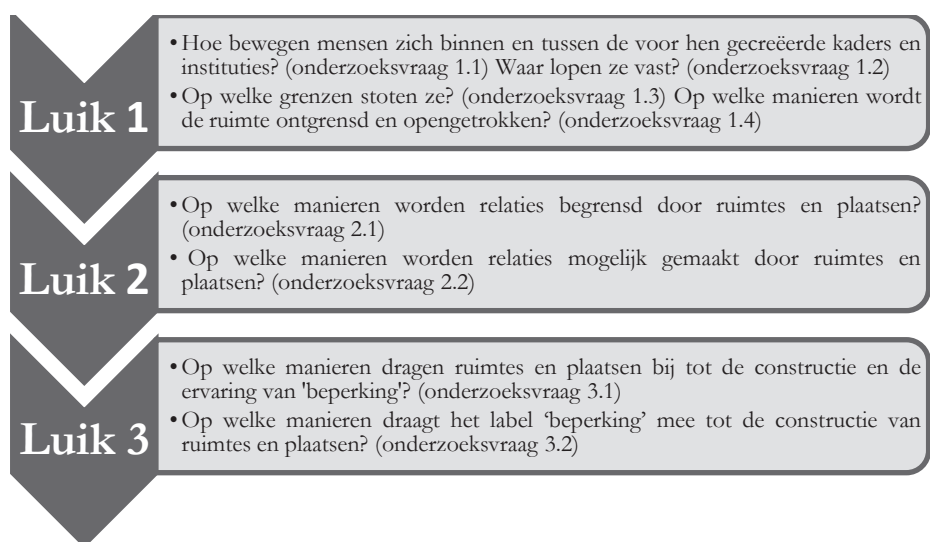 Luik 1
• Hoe bewegen mensen zich binnen en tussen de voor hen gecreëerde kaders en
instituties? (onderzoeksvraag 1.1) Waar lopen ze vast? (onderzoeksvraag 1.2)
• Op welke grenzen stoten ze? (onderzoeksvraag 1.3) Op welke manieren wordt
de ruimte ontgrensd en opengetrokken? (onderzoeksvraag 1.4)
Luik 2
• Op welke manieren worden relaties begrensd door ruimtes en plaatsen?
(onderzoeksvraag 2.1)
• Op welke manieren worden relaties mogelijk gemaakt door ruimtes en
plaatsen? (onderzoeksvraag 2.2)
Luik 3
• Op welke manieren dragen ruimtes en plaatsen bij tot de constructie en de
ervaring van 'beperking'? (onderzoeksvraag 3.1)
• Op welke manieren draagt het label ‘beperking’ mee tot de constructie van
ruimtes en plaatsen? (onderzoeksvraag 3.2)